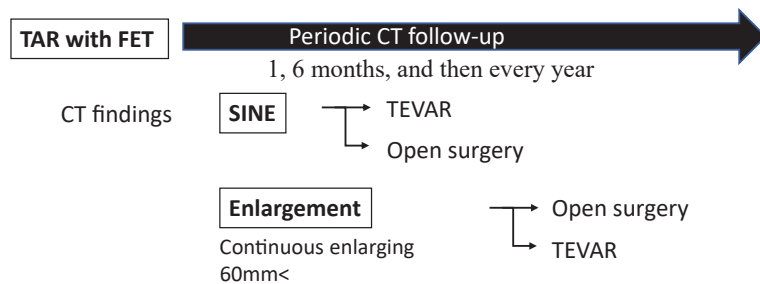 TAR with FET
Periodic CT follow-up
1, 6 months, and then every year
CT findings
SINE
TEVAR
Open surgery
Enlargement
Open surgery
Continuous enlarging
TEVAR
60mm<